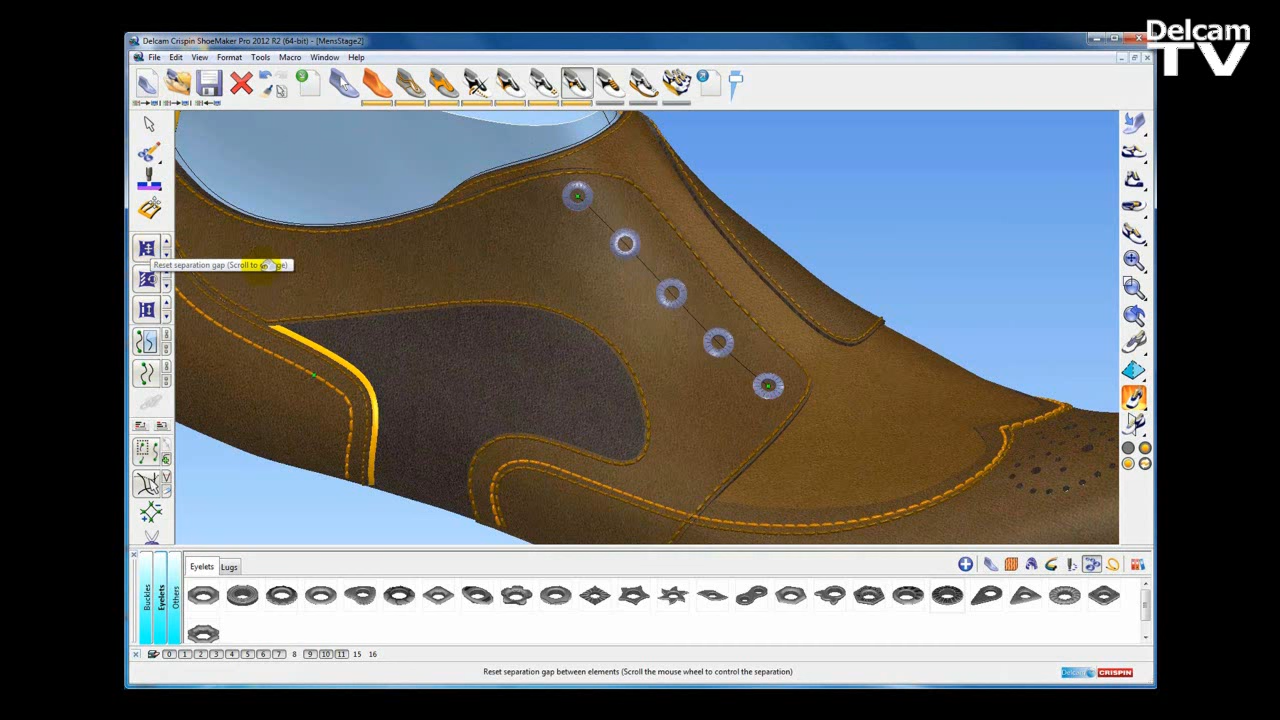 Delcam
TV
Delcam Crispin ShoeMaker Pro 2012 R2 (64-bit) - [MensStage2]
File Edit View Format Tools Macro Window Help
Reset separation gap (Scroll to
Eyelets Lugs
Buckles
Eyelets
Others
0 1 2 3 4 5 6 7 8 9 10 11 15 16
Reset separation gap between elements (Scroll the mouse wheel to control the separation)
Delcam CRISPIN